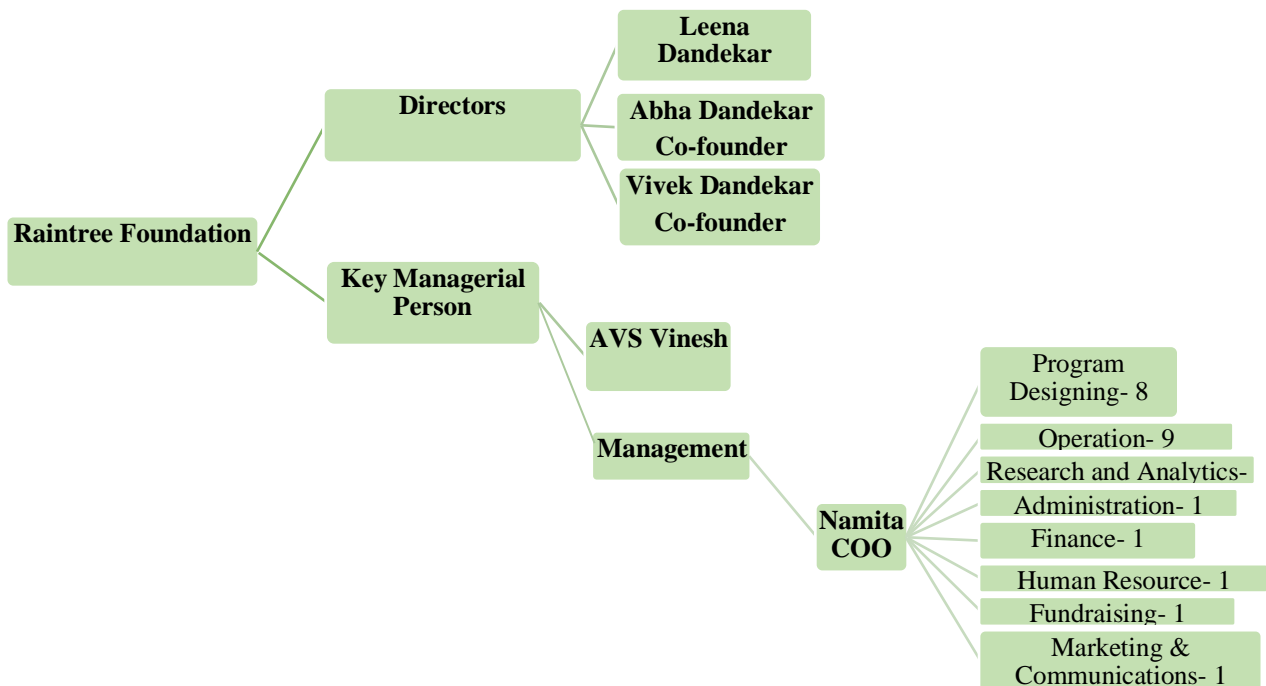 Raintree Foundation
Directors
Leena
Dandekar
Abha Dandekar
Co-founder
Vivek Dandekar
Co-founder
Key Managerial
Person
AVS Vinesh
Management
Namita
COO
Program
Designing- 8
Operation- 9
Research and Analytics-
Administration- 1
Finance- 1
Human Resource- 1
Fundraising- 1
Marketing &
Communications- 1